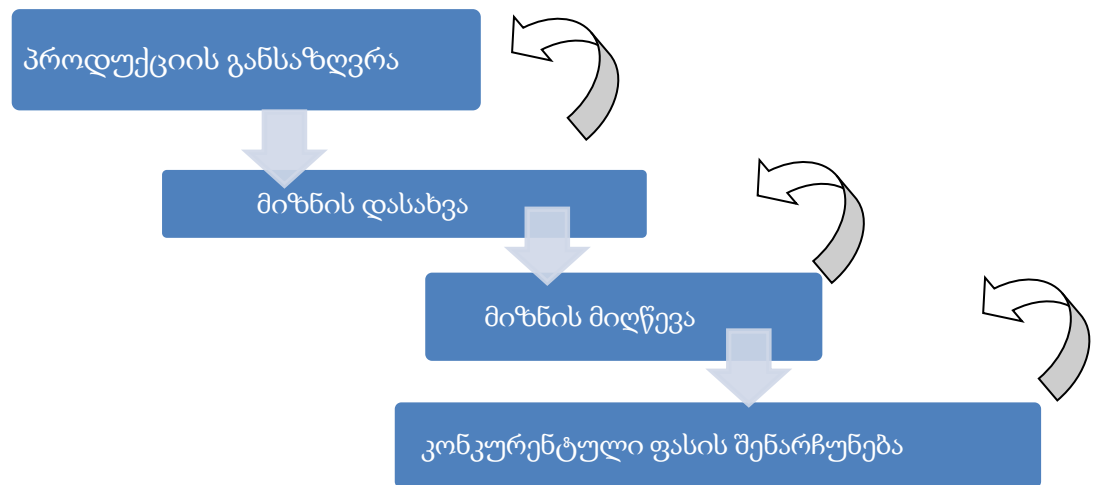 პროდუქციის განსაზღვრა
მიზნის დასახვა
მიზნის მიღწევა
კონკურენტული ფასის შენარჩუნება